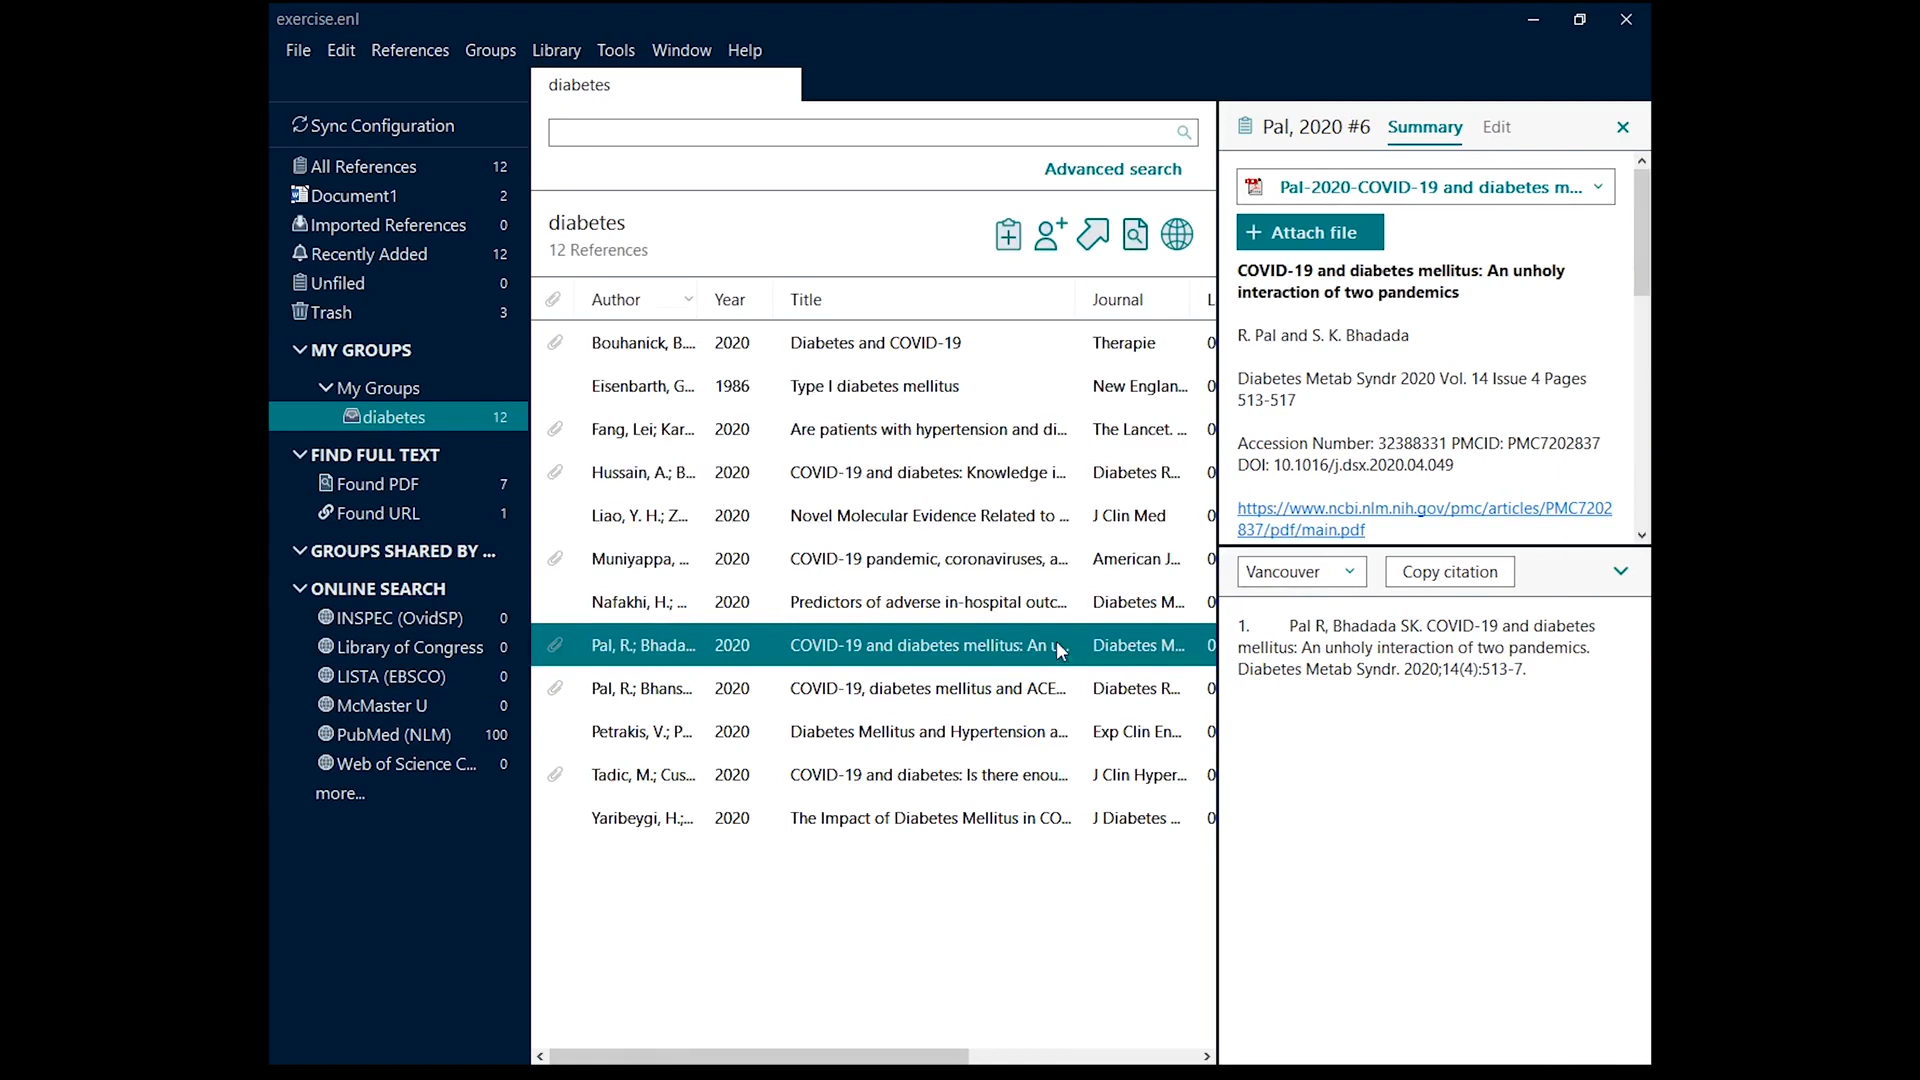 exercise.enl
File Edit References Groups Library Tools Window Help
diabetes
Sync Configuration
All References 12
Document1 2
Imported References 0
Recently Added 12
Unfiled 0
Trash 3
MY GROUPS
My Groups
diabetes 12
FIND FULL TEXT
Found PDF 7
Found URL 1
GROUPS SHARED BY ...
ONLINE SEARCH
INSPEC (OvidSP) 0
Library of Congress 0
LISTA (EBSCO) 0
McMaster U 0
PubMed (NLM) 100
Web of Science C... 0
more...
Advanced search
diabetes
12 References
Author Year Title Journal L
Bouhanick, B.... 2020 Diabetes and COVID-19 Therapie 0
Eisenbarth, G... 1986 Type I diabetes mellitus New Englan... 0
Fang, Lei; Kar... 2020 Are patients with hypertension and di... The Lancet. ... 0
Hussain, A.; B... 2020 COVID-19 and diabetes: Knowledge i... Diabetes R... 0
Liao, Y. H.; Z... 2020 Novel Molecular Evidence Related to ... J Clin Med 0
Muniyappa, ... 2020 COVID-19 pandemic, coronaviruses, a... American J... 0
Nafakhi, H.; ... 2020 Predictors of adverse in-hospital outc... Diabetes M... 0
Pal, R.; Bhada... 2020 COVID-19 and diabetes mellitus: An u... Diabetes M... 0
Pal, R.; Bhans... 2020 COVID-19, diabetes mellitus and ACE... Diabetes R... 0
Petrakis, V.; P... 2020 Diabetes Mellitus and Hypertension a... Exp Clin En... 0
Tadic, M.; Cus... 2020 COVID-19 and diabetes: Is there enou... J Clin Hyper... 0
Yaribeygi, H.;... 2020 The Impact of Diabetes Mellitus in CO... J Diabetes ... 0
Pal, 2020 #6 Summary Edit
Pal-2020-COVID-19 and diabetes m...
+ Attach file
COVID-19 and diabetes mellitus: An unholy
interaction of two pandemics
R. Pal and S. K. Bhadada
Diabetes Metab Syndr 2020 Vol. 14 Issue 4 Pages
513-517
Accession Number: 32388331 PMCID: PMC7202837
DOI: 10.1016/j.dsx.2020.04.049
https://www.ncbi.nlm.nih.gov/pmc/articles/PMC7202
837/pdf/main.pdf
Vancouver Copy citation
1. Pal R, Bhadada SK. COVID-19 and diabetes
mellitus: An unholy interaction of two pandemics.
Diabetes Metab Syndr. 2020;14(4):513-7.